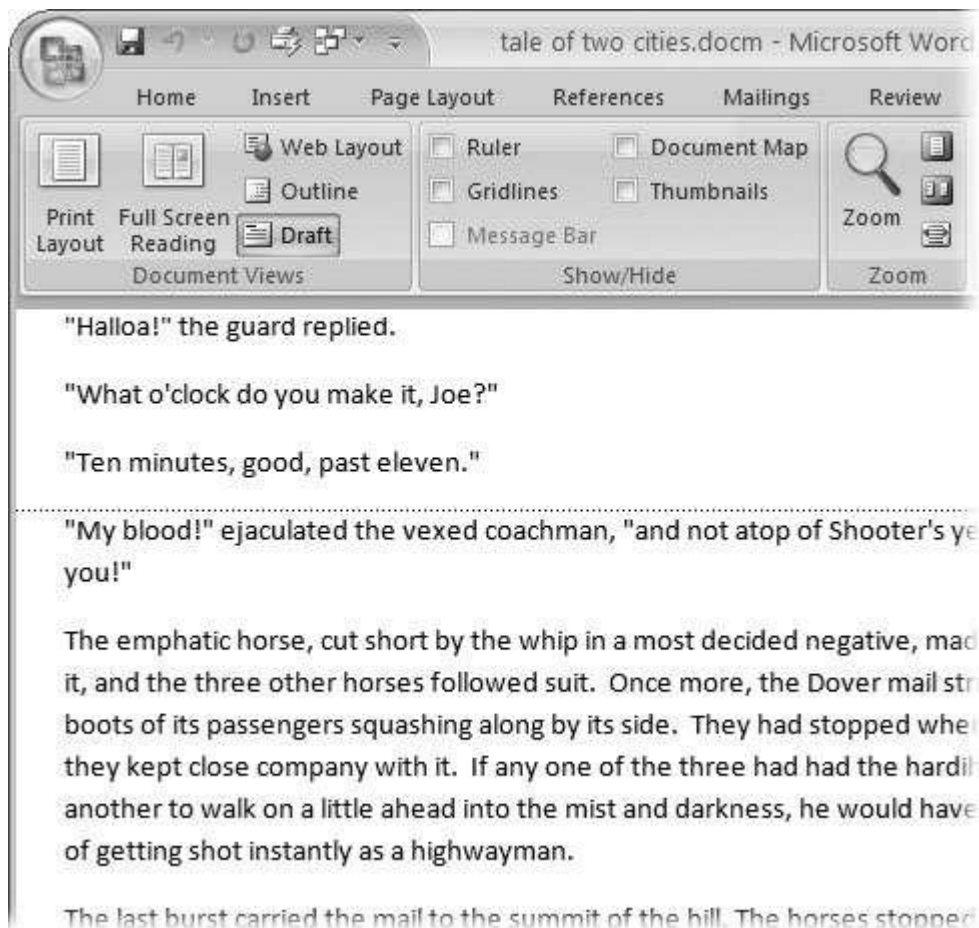 tale of two cities.docm - Microsoft Word
Home Insert Page Layout References Mailings Review
Web Layout Ruler Document Map
Outline Gridlines Thumbnails
Print Layout Full Screen Reading Draft Message Bar Zoom
Document Views Show/Hide Zoom
"Halloa!" the guard replied.
"What o'clock do you make it, Joe?"
"Ten minutes, good, past eleven."
"My blood!" ejaculated the vexed coachman, "and not atop of Shooter's
you!"
The emphatic horse, cut short by the whip in a most decided negative,
it, and the three other horses followed suit.  Once more, the Dover mail
boots of its passengers squashing along by its side.  They had stopped
they kept close company with it.  If any one of the three had had the
another to walk on a little ahead into the mist and darkness, he would have
of getting shot instantly as a highwayman.
The last burst carried the mail to the summit of the hill. The horses stopped